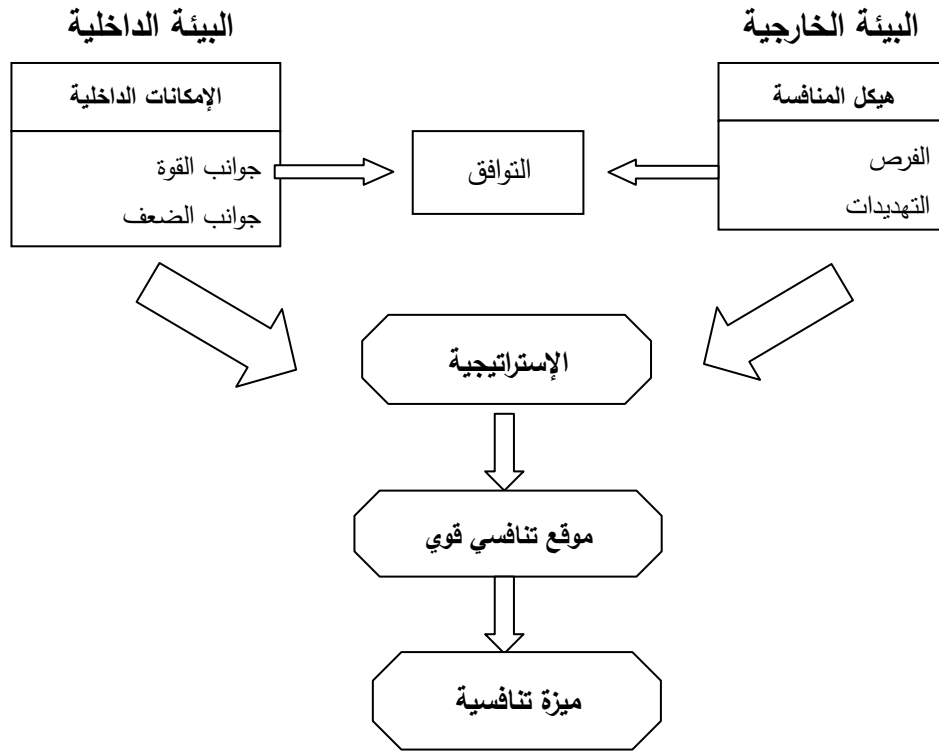 البيئة الخارجية
البيئة الداخلية
هيكل المنافسة
الفرص
التهديدات
التوافق
الإمكانات الداخلية
جوانب القوة
جوانب الضعف
الإستراتيجية
موقع تنافسي قوي
ميزة تنافسية